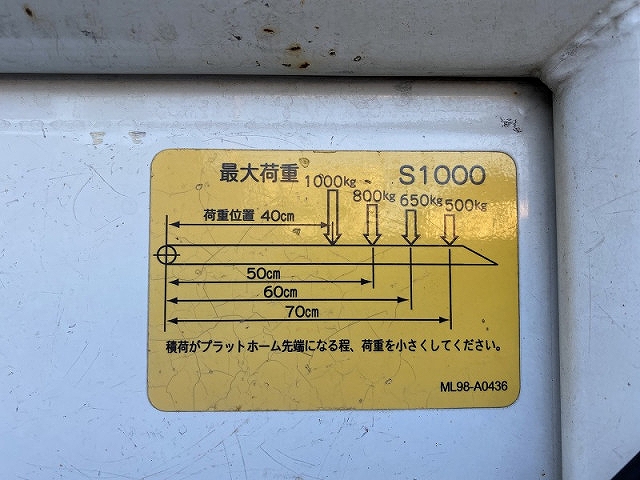 最大荷重 S1000
1000kg
800kg
650kg
500kg
荷重位置 40cm
50cm
60cm
70cm
積荷がプラットホーム先端になる程、荷重を小さくしてください。
ML98-A0436